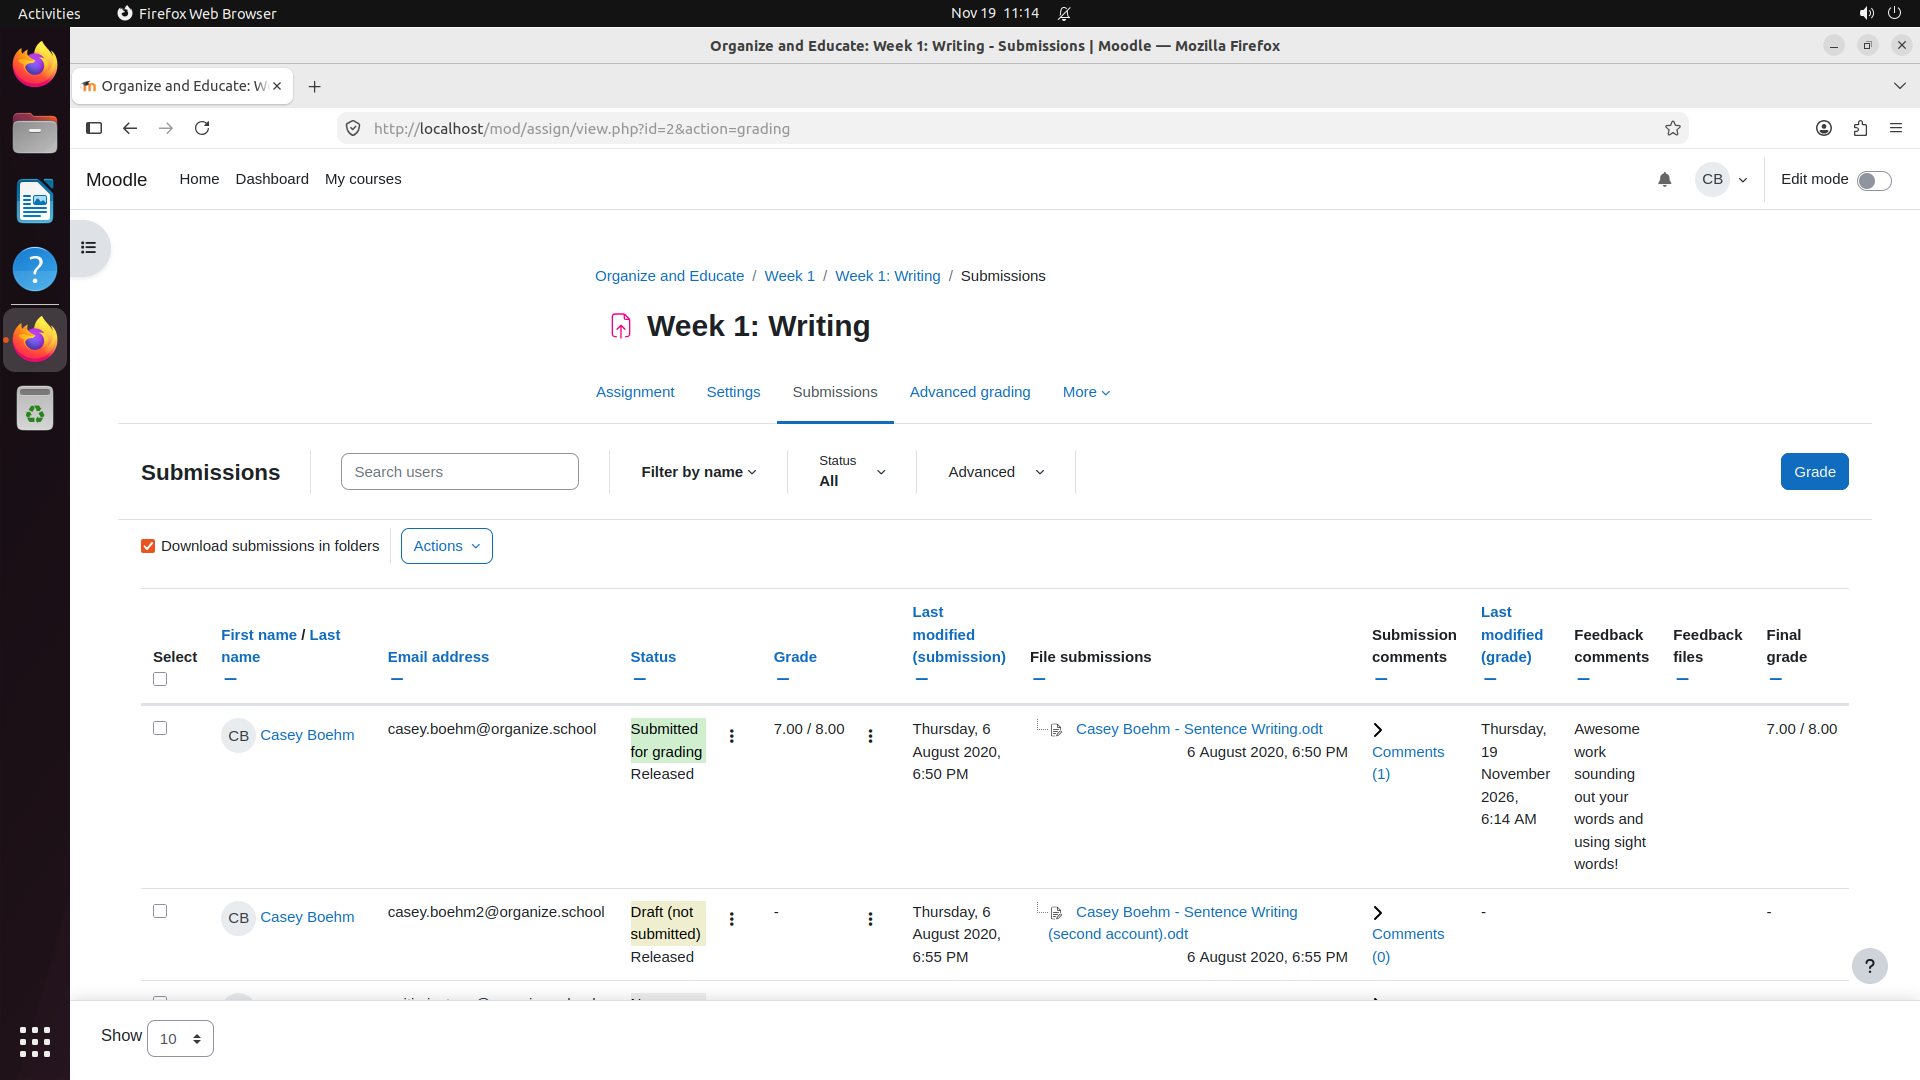 Activities
Firefox Web Browser
Nov 19 11:14
Organize and Educate: Week 1: Writing - Submissions | Moodle — Mozilla Firefox
Organize and Educate: W
http://localhost/mod/assign/view.php?id=2&action=grading
Moodle
Home
Dashboard
My courses
CB
Edit mode
Organize and Educate / Week 1 / Week 1: Writing / Submissions
Week 1: Writing
Assignment
Settings
Submissions
Advanced grading
More
Submissions
Search users
Filter by name
Status
All
Advanced
Grade
Download submissions in folders
Actions
Select
First name / Last
name
Email address
Status
Grade
Last
modified
(submission)
File submissions
Submission
comments
Last
modified
(grade)
Feedback
comments
Feedback
files
Final
grade
CB Casey Boehm
casey.boehm@organize.school
Submitted
for grading
Released
7.00 / 8.00
Thursday, 6
August 2020,
6:50 PM
Casey Boehm - Sentence Writing.odt
6 August 2020, 6:50 PM
Comments
(1)
Thursday,
19
November
2026,
6:14 AM
Awesome
work
sounding
out your
words and
using sight
words!
7.00 / 8.00
CB Casey Boehm
casey.boehm2@organize.school
Draft (not
submitted)
Released
-
Thursday, 6
August 2020,
6:55 PM
Casey Boehm - Sentence Writing
(second account).odt
6 August 2020, 6:55 PM
Comments
(0)
-
-
?
Show 10